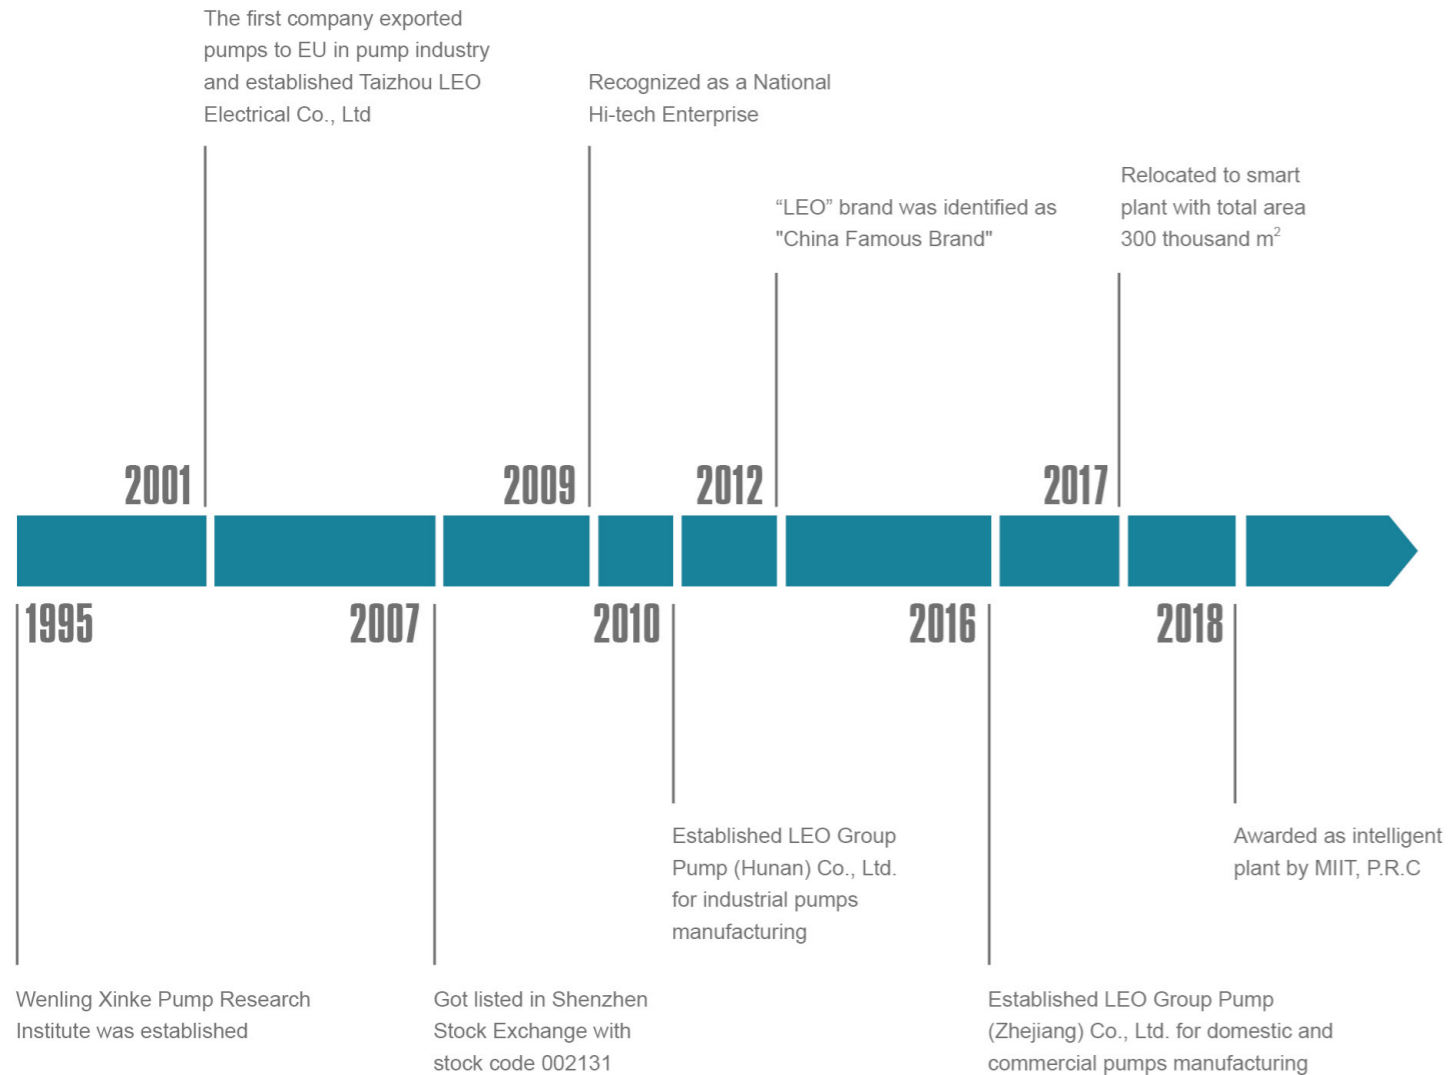 The first company exported
pumps to EU in pump industry
and established Taizhou LEO
Electrical Co., Ltd
Recognized as a National
Hi-tech Enterprise
“LEO” brand was identified as
"China Famous Brand"
Relocated to smart
plant with total area
300 thousand m²
2001
2009
2012
2017
1995
2007
2010
2016
2018
Established LEO Group
Pump (Hunan) Co., Ltd.
for industrial pumps
manufacturing
Awarded as intelligent
plant by MIIT, P.R.C
Wenling Xinke Pump Research
Institute was established
Got listed in Shenzhen
Stock Exchange with
stock code 002131
Established LEO Group Pump
(Zhejiang) Co., Ltd. for domestic and
commercial pumps manufacturing